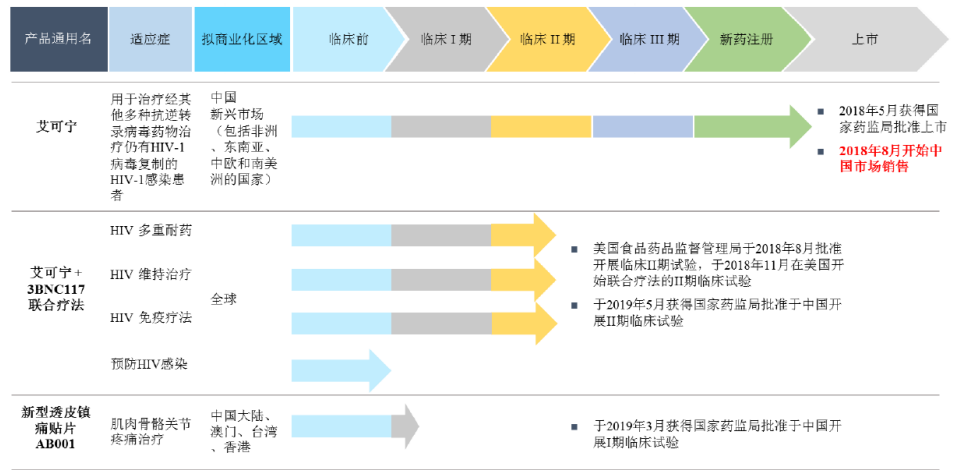 产品通用名
适应症
拟商业化区域
临床前
临床 I 期
临床 II 期
临床 III 期
新药注册
上市
艾可宁
用于治疗经其
他多种抗逆转
录病毒药物治
疗仍有HIV-1
病毒复制的
HIV-1感染患
者
中国
新兴市场
（包括非洲
、东南亚、
中欧和南美
洲的国家）
2018年5月获得国
家药监局批准上市
2018年8月开始中
国市场销售
艾可宁 +
3BNC117
联合疗法
HIV 多重耐药
HIV 维持治疗
HIV 免疫疗法
预防HIV感染
全球
美国食品药品监督管理局于2018年8月批准
开展临床II期试验，于2018年11月在美国开
始联合疗法的II期临床试验
于2019年5月获得国家药监局批准于中国开
展II期临床试验
新型透皮镇
痛贴片
AB001
肌肉骨骼关节
疼痛治疗
中国大陆、
澳门、台湾
、香港
于2019年3月获得国家药监局批准于中国开
展I期临床试验